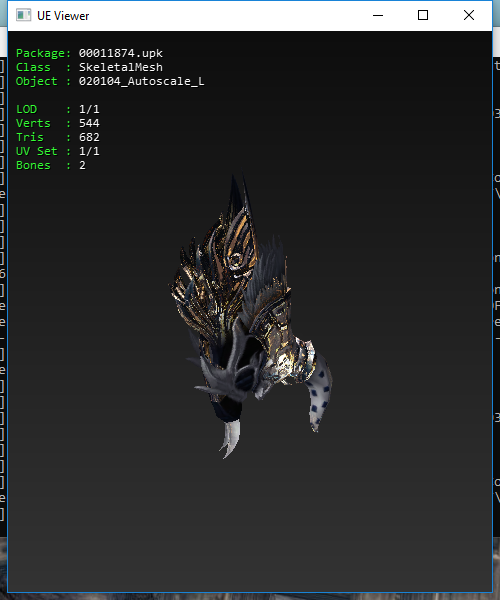 UE Viewer
Package: 00011874.upk
Class  : SkeletalMesh
Object : 020104_Autoscale_L
LOD    : 1/1
Verts  : 544
Tris   : 682
UV Set : 1/1
Bones  : 2